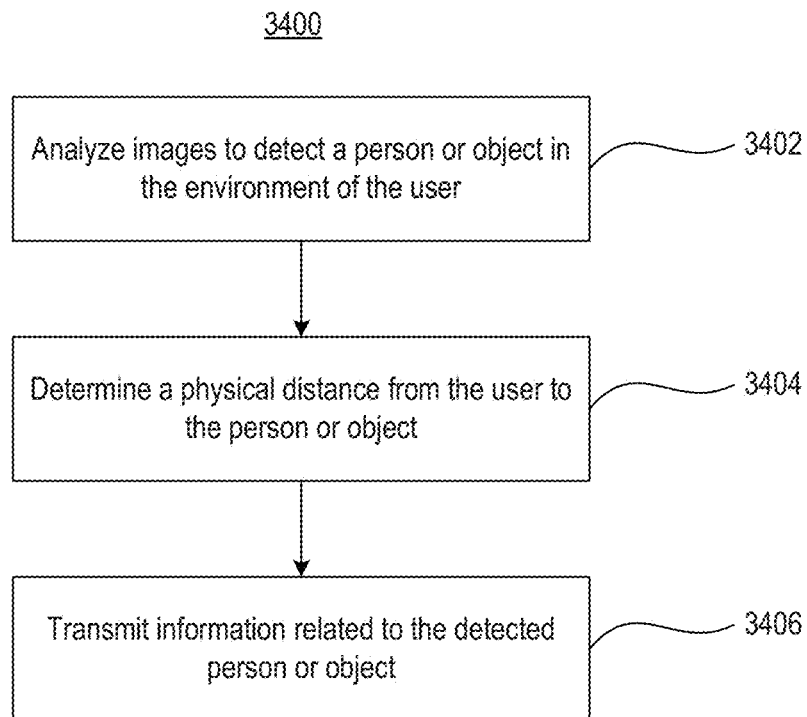 3400
Analyze images to detect a person or object in
the environment of the user
3402
Determine a physical distance from the user to
the person or object
3404
Transmit information related to the detected
person or object
3406